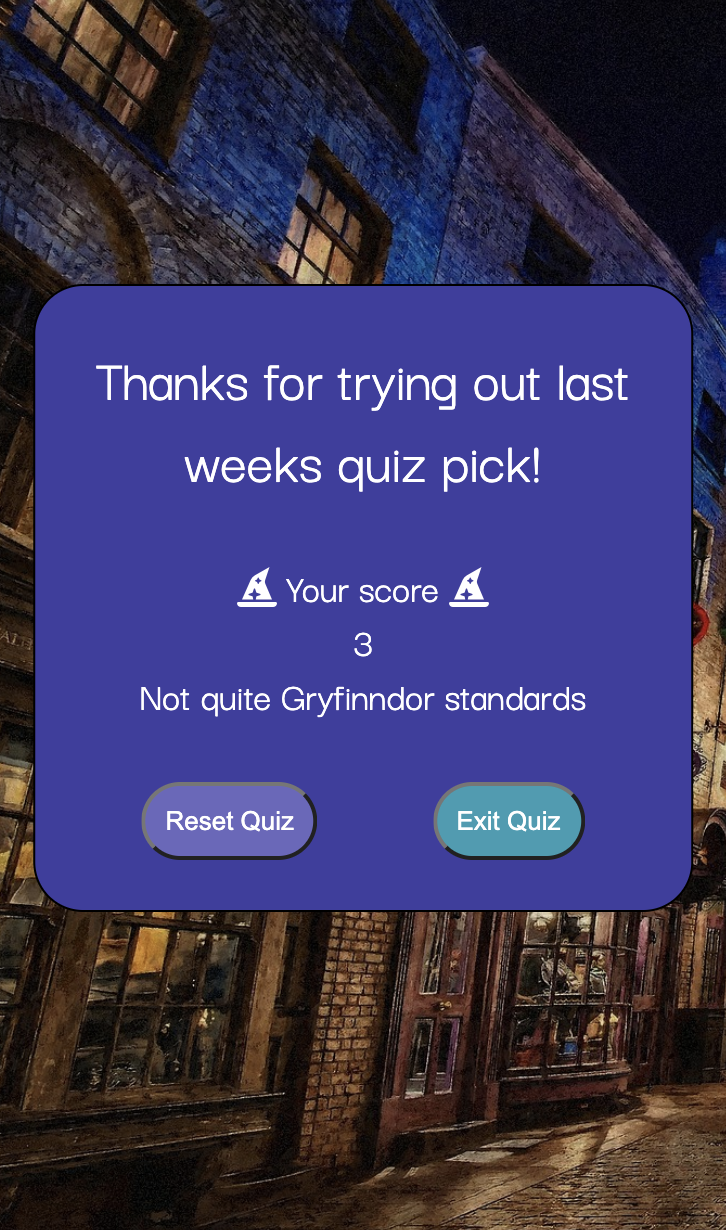 Thanks for trying out last
weeks quiz pick!
Your score
3
Not quite Gryfinndor standards
Reset Quiz
Exit Quiz